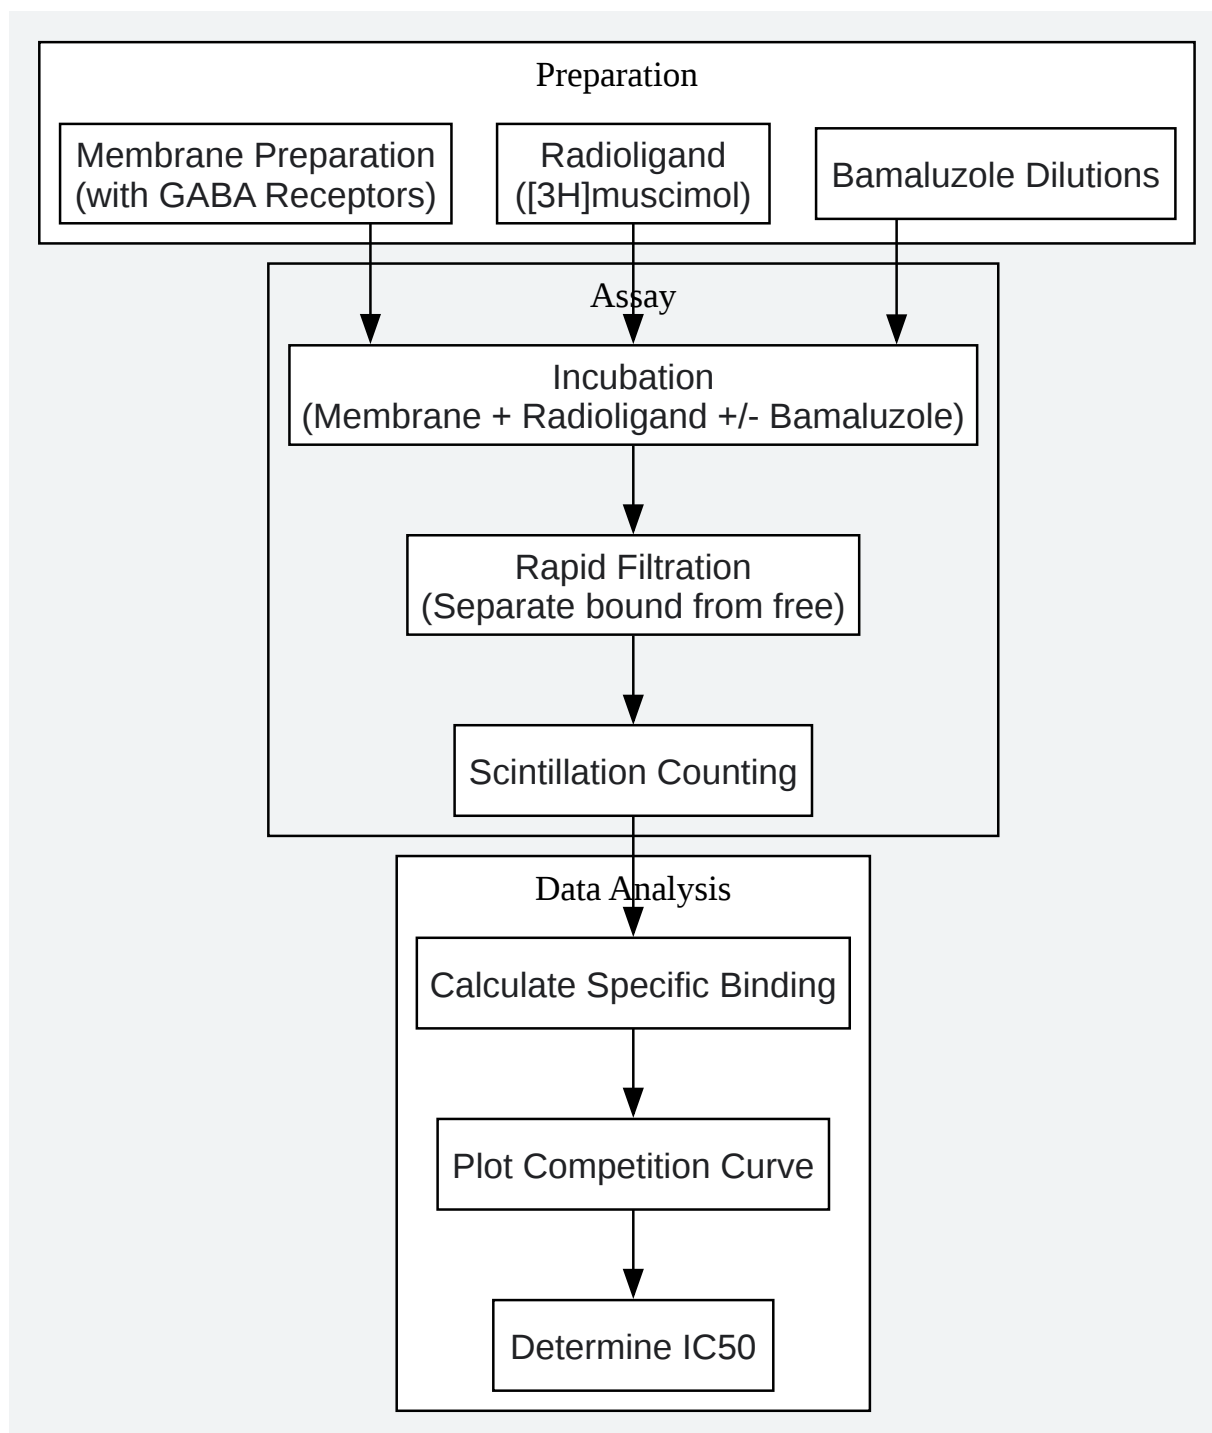 Preparation
Membrane Preparation
(with GABA Receptors)
Radioligand
([3H]muscimol)
Bamaluzole Dilutions
Assay
Incubation
(Membrane + Radioligand +/- Bamaluzole)
Rapid Filtration
(Separate bound from free)
Scintillation Counting
Data Analysis
Calculate Specific Binding
Plot Competition Curve
Determine IC50